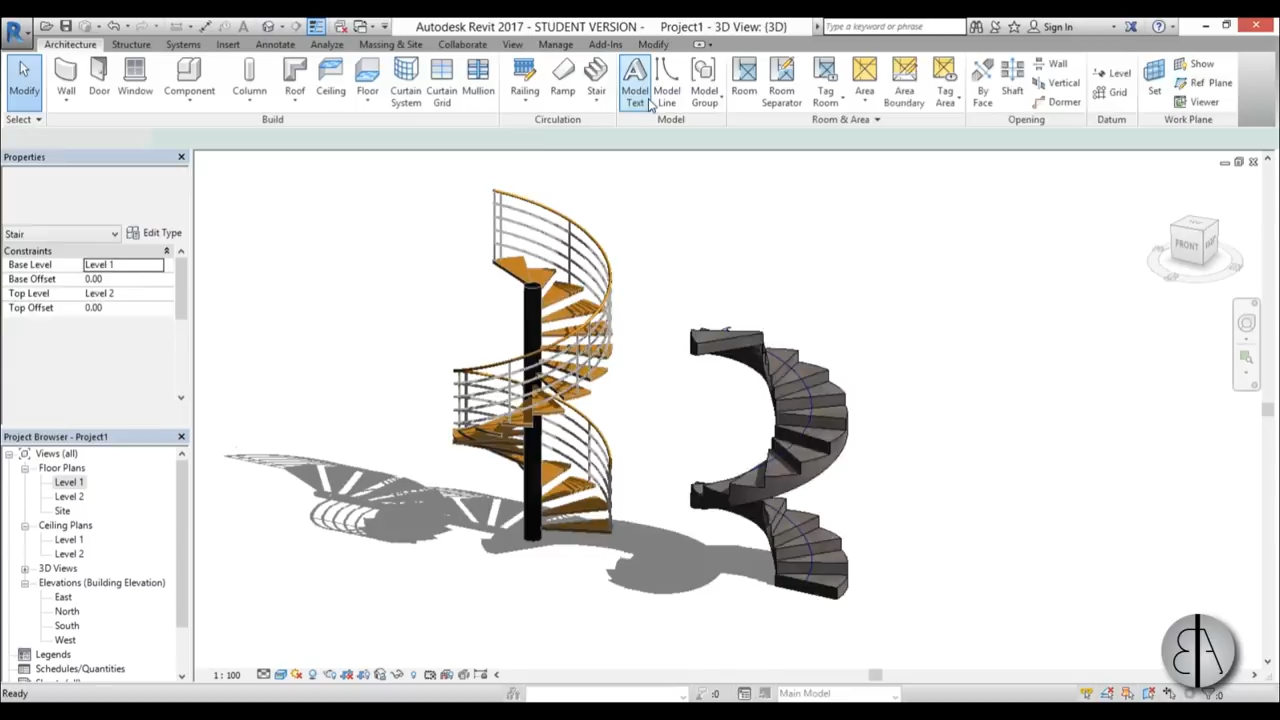 Autodesk Revit 2017 - STUDENT VERSION - Project1 - 3D View: {3D}
Type a keyword or phrase
Sign In
Architecture Structure Systems Insert Annotate Analyze Massing & Site Collaborate View Manage Add-Ins Modify
Modify Wall Door Window Component Column Roof Ceiling Floor Curtain System Curtain Grid Mullion Railing Ramp Stair Model Text Model Line Model Group Room Room Separator Tag Room Area Area Boundary Tag Area By Face Shaft Wall Vertical Dormer Level Grid Set Show Ref Plane Viewer
Select Build Circulation Model Room & Area Opening Datum Work Plane
Properties
Stair Edit Type
Constraints
Base Level Level 1
Base Offset 0.00
Top Level Level 2
Top Offset 0.00
FRONT
Project Browser - Project1
Views (all)
Floor Plans
Level 1
Level 2
Site
Ceiling Plans
Level 1
Level 2
3D Views
Elevations (Building Elevation)
East
North
South
West
Legends
Schedules/Quantities
1 : 100
Ready
:0
Main Model
:0